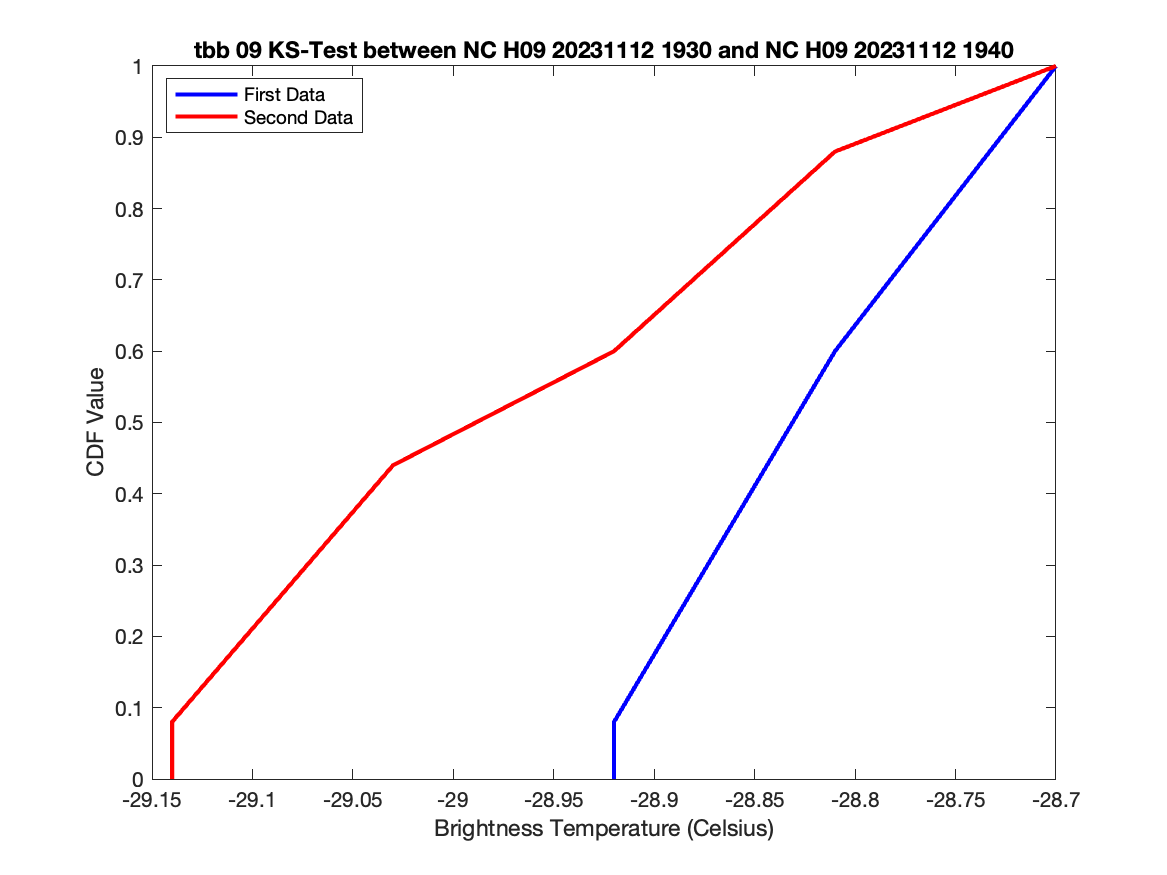 tbb 09 KS-Test between NC H09 20231112 1930 and NC H09 20231112 1940
First Data
Second Data
1
0.9
0.8
0.7
0.6
0.5
0.4
0.3
0.2
0.1
0
CDF Value
-29.15 -29.1 -29.05 -29 -28.95 -28.9 -28.85 -28.8 -28.75 -28.7
Brightness Temperature (Celsius)